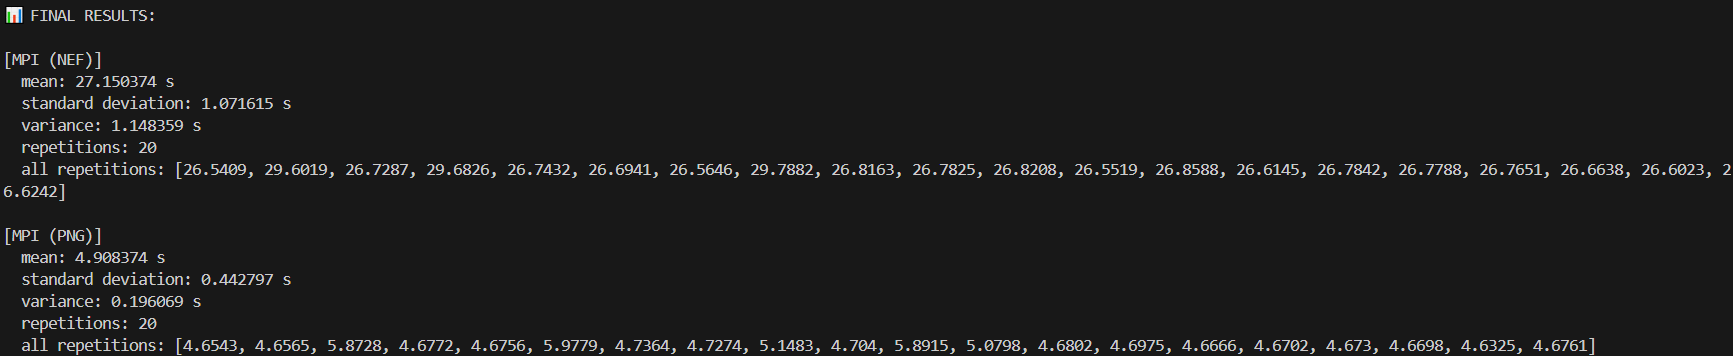 📊 FINAL RESULTS:
[MPI (NEF)]
mean: 27.150374 s
standard deviation: 1.071615 s
variance: 1.148359 s
repetitions: 20
all repetitions: [26.5409, 29.6019, 26.7287, 29.6826, 26.7432, 26.6941, 26.5646, 29.7882, 26.8163, 26.7825, 26.8208, 26.5519, 26.8588, 26.6145, 26.7842, 26.7788, 26.7651, 26.6638, 26.6023, 2
6.6242]
[MPI (PNG)]
mean: 4.908374 s
standard deviation: 0.442797 s
variance: 0.196069 s
repetitions: 20
all repetitions: [4.6543, 4.6565, 5.8728, 4.6772, 4.6756, 5.9779, 4.7364, 4.7274, 5.1483, 4.704, 5.8915, 5.0798, 4.6802, 4.6975, 4.6666, 4.6702, 4.673, 4.6698, 4.6325, 4.6761]